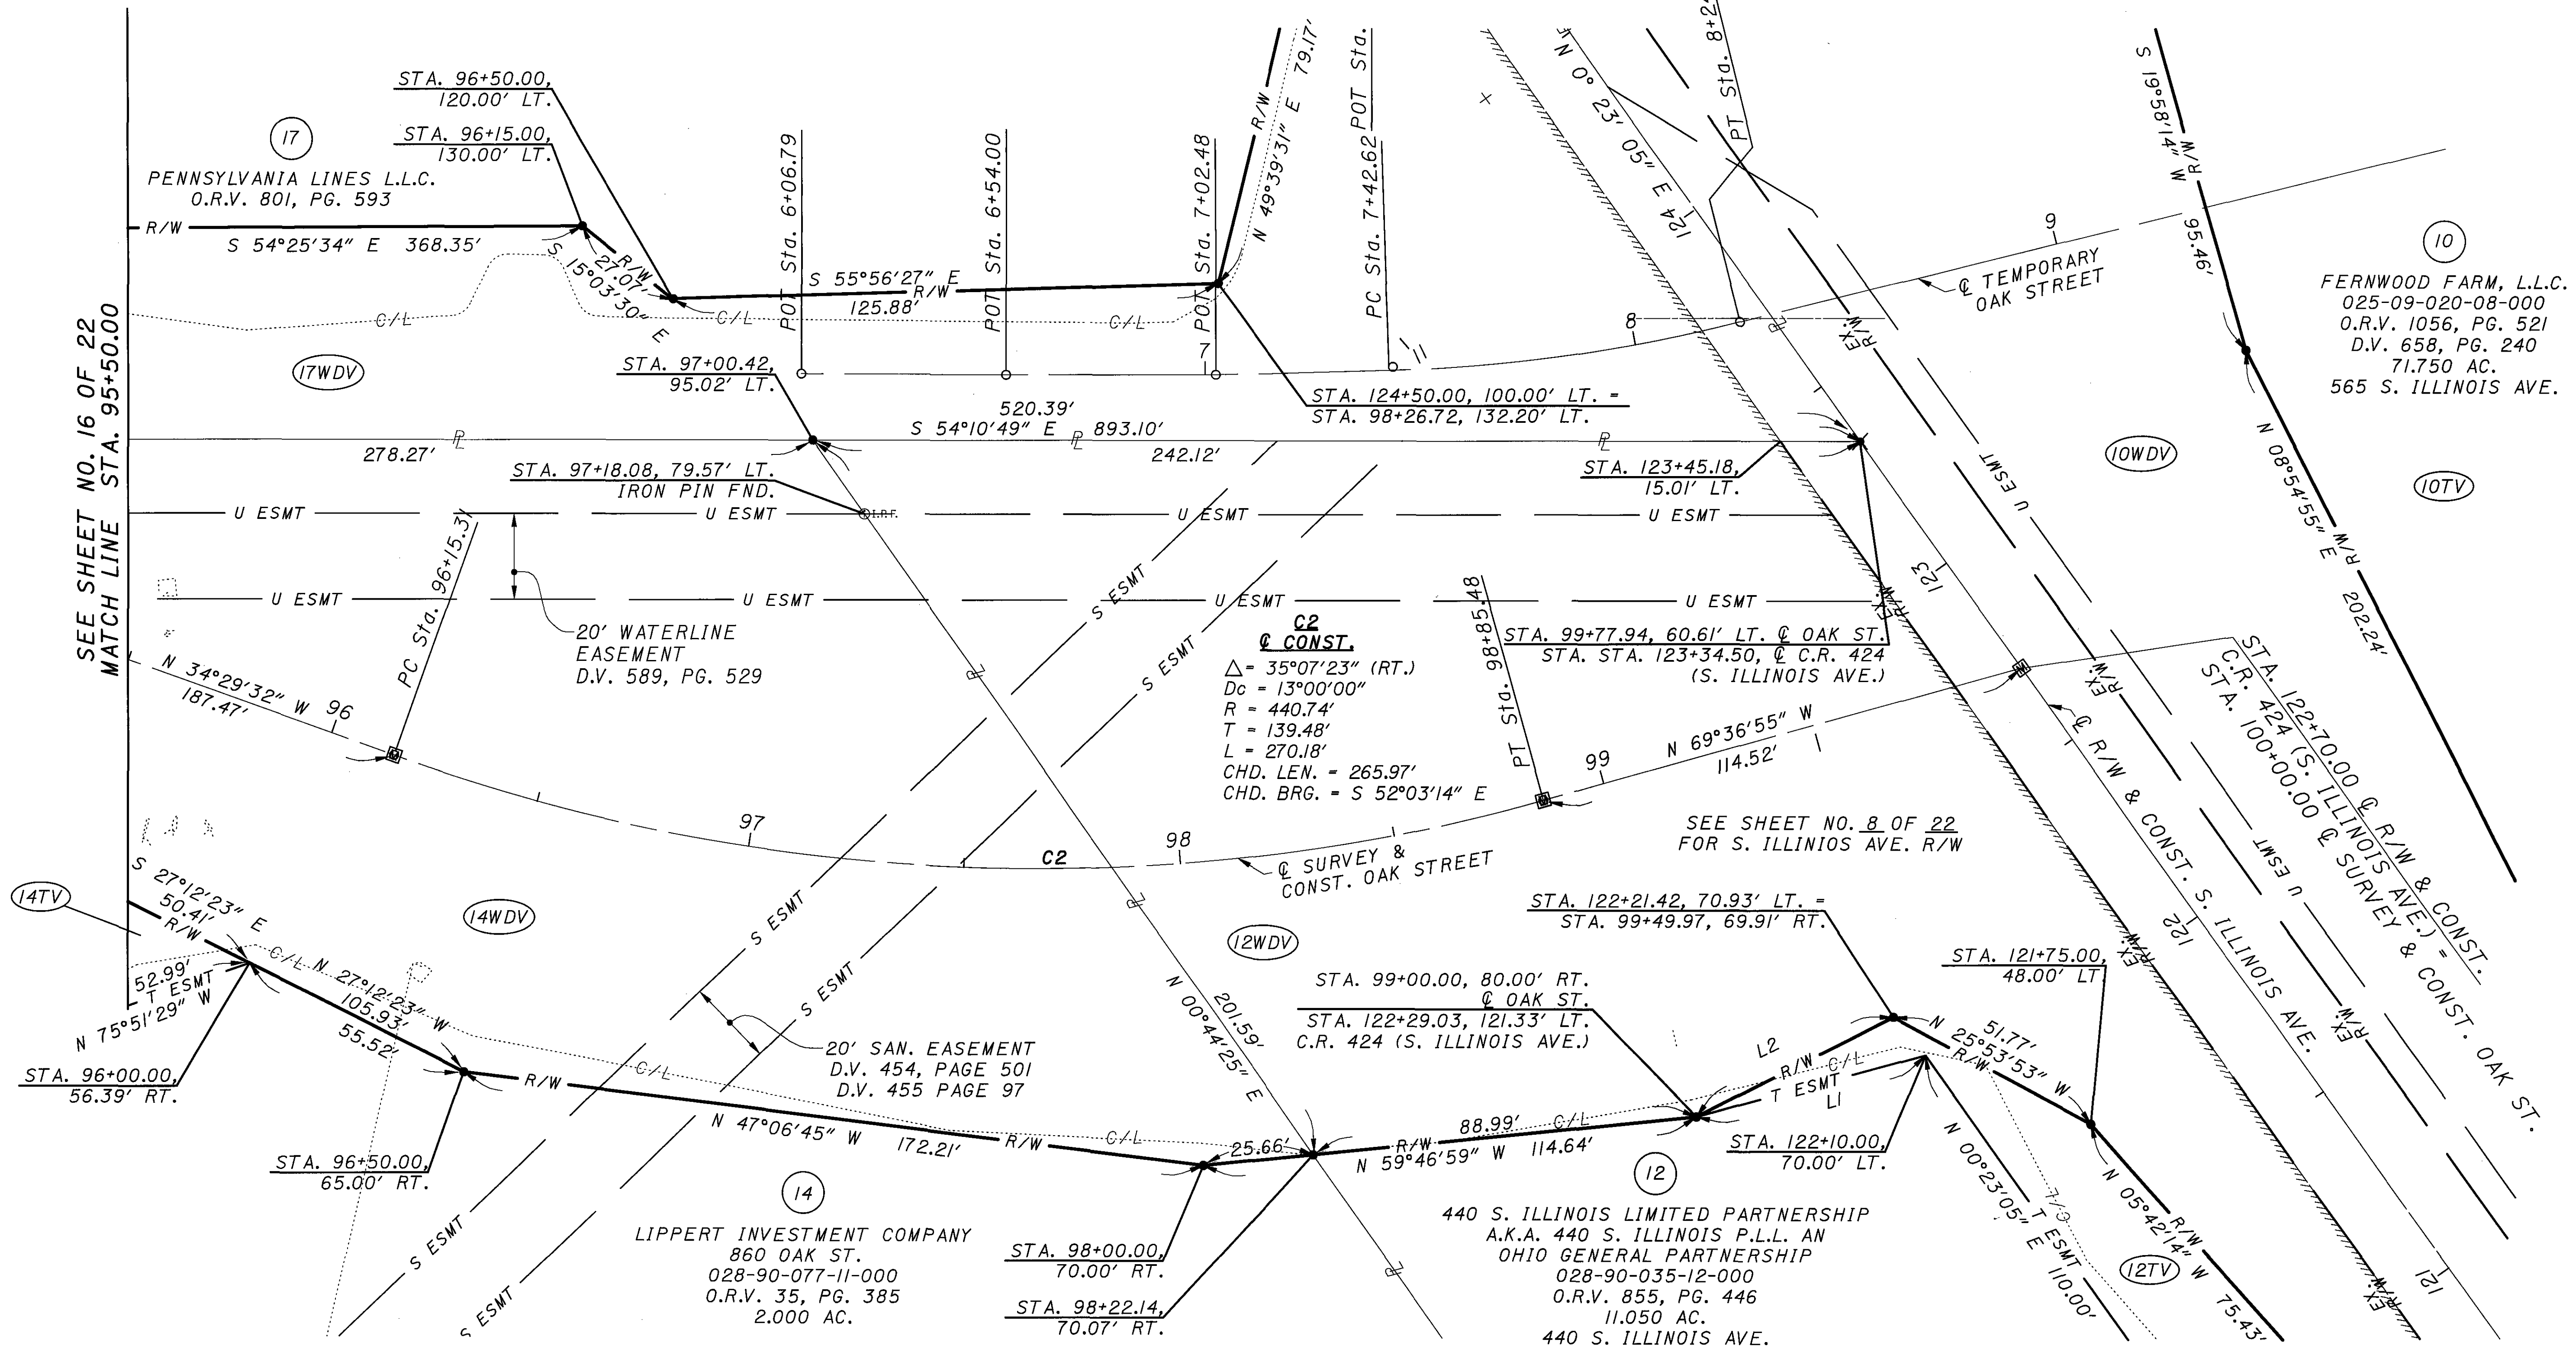 SEE SHEET NO. 16 OF 22
MATCH LINE STA. 95+50.00
STA. 96+50.00,
120.00' LT.
STA. 96+15.00,
130.00' LT.
17
PENNSYLVANIA LINES L.L.C.
O.R.V. 801, PG. 593
R/W
S 54°25'34" E 368.35'
R/W
27.07'
S 15°03'30" E
C/L
C/L
C/L
S 55°56'27" E
R/W
125.88'
POT Sta. 6+06.79
POT Sta. 6+54.00
POT Sta. 7+02.48
PC Sta. 7+42.62
POT Sta.
R/W
N 49°39'31" E 79.17'
PT Sta. 8+2
N 0° 23' 05" E
124
S 19°58'14" W
R/W
95.46'
9
℄ TEMPORARY
OAK STREET
8
7
11
10
FERNWOOD FARM, L.L.C.
025-09-020-08-000
O.R.V. 1056, PG. 521
D.V. 658, PG. 240
71.750 AC.
565 S. ILLINOIS AVE.
17WDV
STA. 97+00.42,
95.02' LT.
STA. 124+50.00, 100.00' LT. =
STA. 98+26.72, 132.20' LT.
520.39'
S 54°10'49" E PL 893.10'
278.27'
PL
242.12'
PL
STA. 97+18.08, 79.57' LT.
IRON PIN FND.
I.P.F.
STA. 123+45.18,
15.01' LT.
10WDV
10TV
N 08°54'55" E
R/W
202.24'
EX. R/W
U ESMT
U ESMT
U ESMT
U ESMT
U ESMT
U ESMT
U ESMT
U ESMT
U ESMT
PC Sta. 96+15.31
20' WATERLINE
EASEMENT
D.V. 589, PG. 529
S ESMT
S ESMT
C2
℄ CONST.
△= 35°07'23" (RT.)
Dc = 13°00'00"
R = 440.74'
T = 139.48'
L = 270.18'
CHD. LEN. = 265.97'
CHD. BRG. = S 52°03'14" E
PT Sta. 98+85.48
STA. 99+77.94, 60.61' LT. ℄ OAK ST.
STA. STA. 123+34.50, ℄ C.R. 424
(S. ILLINOIS AVE.)
EX. R/W
123
EX. R/W
STA. 122+70.00 ℄ R/W & CONST.
C.R. 424 (S. ILLINOIS AVE.) =
STA. 100+00.00 ℄ SURVEY & CONST. OAK ST.
N 34°29'32" W
187.47'
96
97
98
C2
99
N 69°36'55" W
114.52'
℄ SURVEY &
CONST. OAK STREET
SEE SHEET NO. 8 OF 22
FOR S. ILLINIOS AVE. R/W
℄ R/W & CONST. S. ILLINOIS AVE.
U ESMT
122
EX. R/W
EX. R/W
14TV
S 27°12'23" E
50.41'
R/W
14WDV
12WDV
S ESMT
S ESMT
PL
PL
52.99'
T ESMT
N 75°51'29" W
C/L
N 27°12'23" W
105.93'
55.52'
STA. 96+00.00,
56.39' RT.
20' SAN. EASEMENT
D.V. 454, PAGE 501
D.V. 455 PAGE 97
201.59'
N 00°44'25" E
STA. 122+21.42, 70.93' LT. =
STA. 99+49.97, 69.91' RT.
STA. 99+00.00, 80.00' RT.
℄ OAK ST.
STA. 122+29.03, 121.33' LT.
C.R. 424 (S. ILLINOIS AVE.)
STA. 121+75.00,
48.00' LT.
L2
R/W
C/L
T ESMT
L1
51.77'
N 25°53'53" W
R/W
R/W
C/L
N 47°06'45" W 172.21'
R/W
C/L
25.66'
R/W
88.99'
C/L
N 59°46'59" W 114.64'
STA. 122+10.00,
70.00' LT.
STA. 96+50.00,
65.00' RT.
14
LIPPERT INVESTMENT COMPANY
860 OAK ST.
028-90-077-11-000
O.R.V. 35, PG. 385
2.000 AC.
S ESMT
S ESMT
STA. 98+00.00,
70.00' RT.
STA. 98+22.14,
70.07' RT.
PL
12
440 S. ILLINOIS LIMITED PARTNERSHIP
A.K.A. 440 S. ILLINOIS P.L.L. AN
OHIO GENERAL PARTNERSHIP
028-90-035-12-000
O.R.V. 855, PG. 446
11.050 AC.
440 S. ILLINOIS AVE.
N 00°23'05" E
T ESMT
110.00'
C/L
N 05°42'14" W
R/W
75.43'
12TV
EX. R/W
121